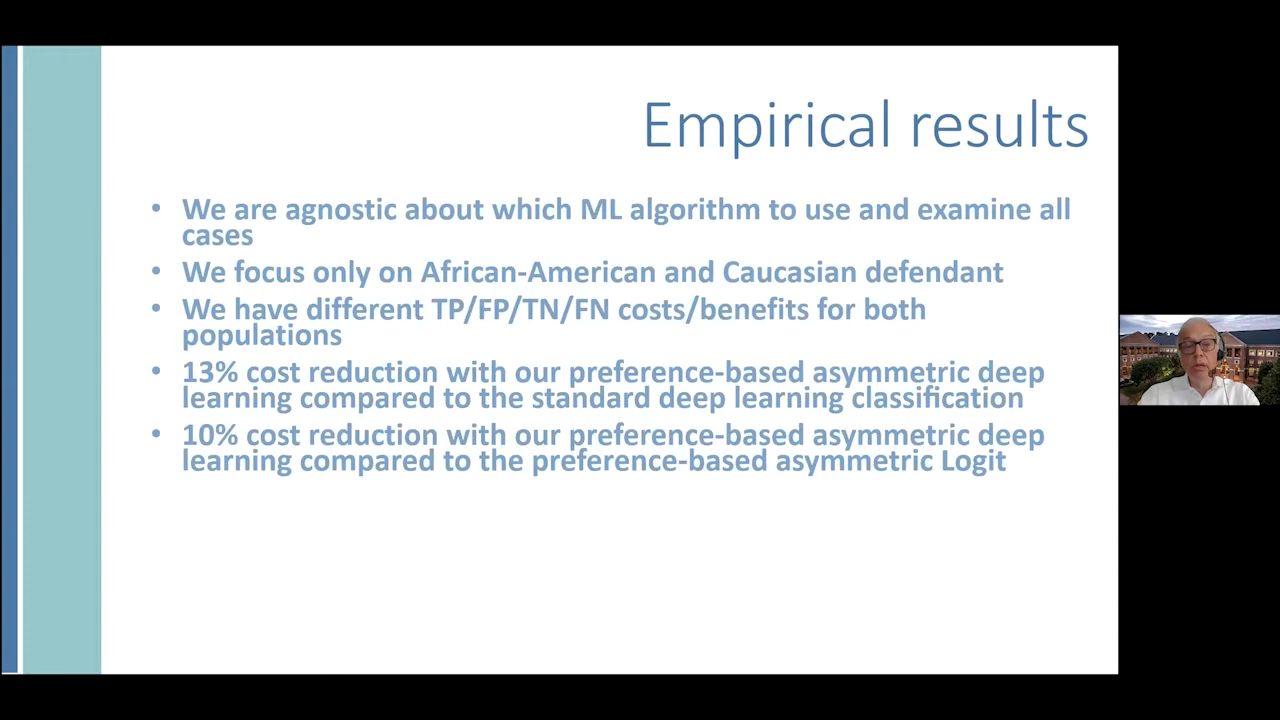 Empirical results
• We are agnostic about which ML algorithm to use and examine all
cases
• We focus only on African-American and Caucasian defendant
• We have different TP/FP/TN/FN costs/benefits for both
populations
• 13% cost reduction with our preference-based asymmetric deep
learning compared to the standard deep learning classification
• 10% cost reduction with our preference-based asymmetric deep
learning compared to the preference-based asymmetric Logit